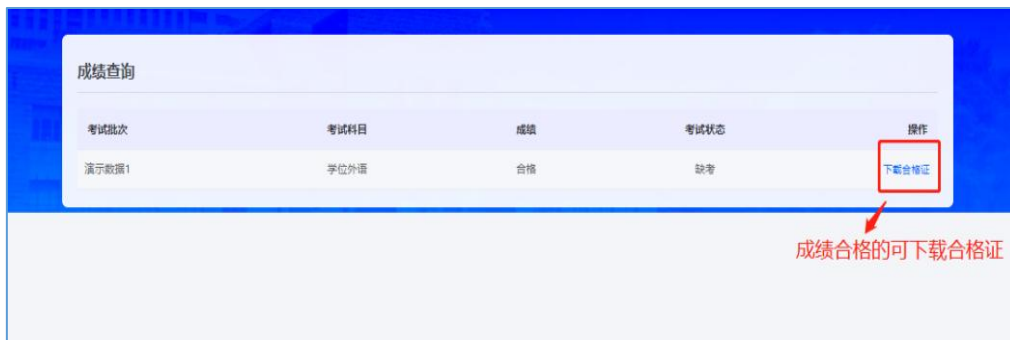 成绩查询
考试批次 考试科目 成绩 考试状态 操作
演示数据1 学位外语 合格 缺考 下载合格证
成绩合格的可下载合格证